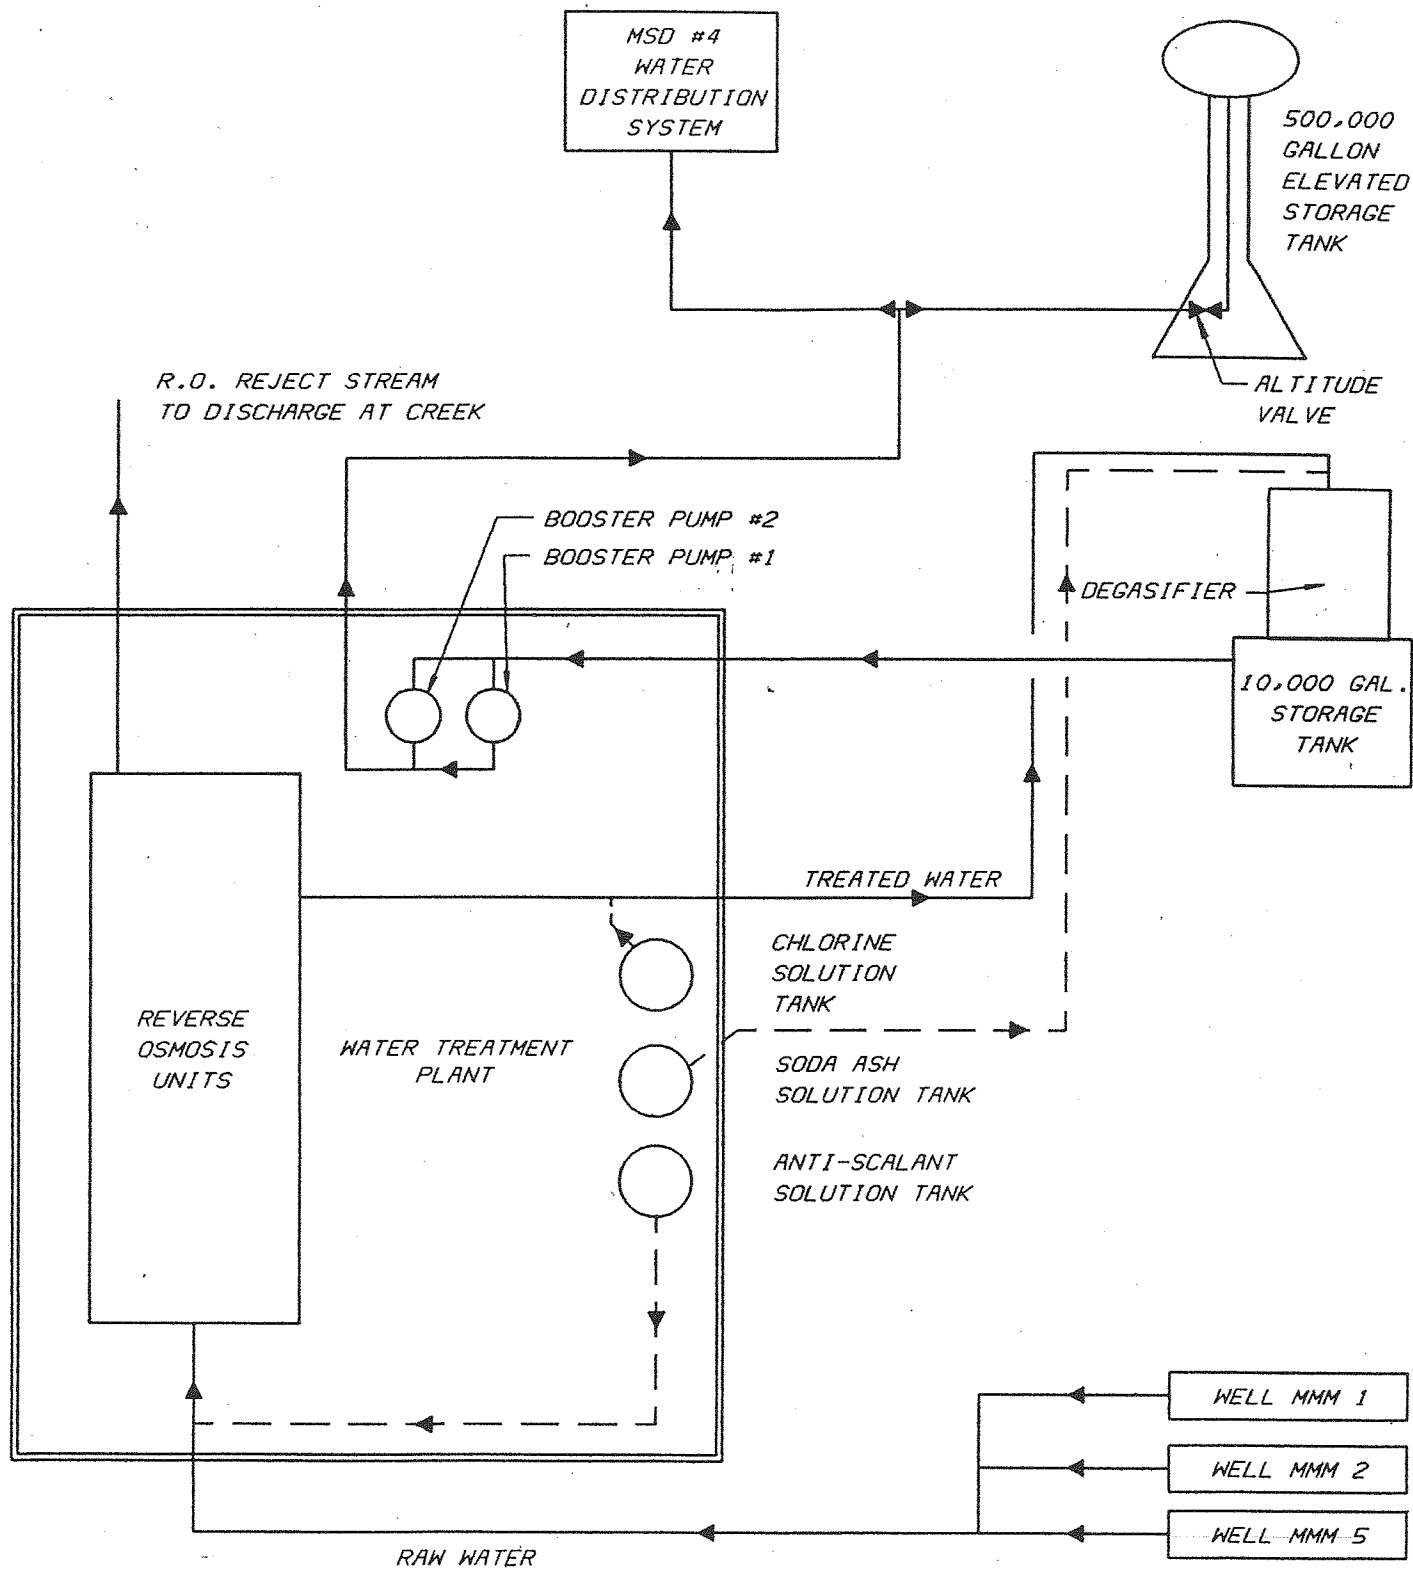 MSD #4
WATER
DISTRIBUTION
SYSTEM
500,000
GALLON
ELEVATED
STORAGE
TANK
ALTITUDE
VALVE
R.O. REJECT STREAM
TO DISCHARGE AT CREEK
BOOSTER PUMP #2
BOOSTER PUMP #1
DEGASIFIER
10,000 GAL.
STORAGE
TANK
TREATED WATER
CHLORINE
SOLUTION
TANK
REVERSE
OSMOSIS
UNITS
WATER TREATMENT
PLANT
SODA ASH
SOLUTION TANK
ANTI-SCALANT
SOLUTION TANK
WELL MMM 1
WELL MMM 2
WELL MMM 5
RAW WATER